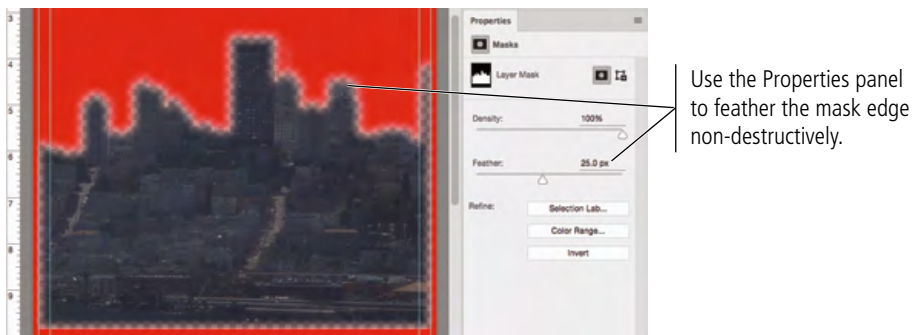 3
4
5
6
7
8
9
Properties
Masks
Layer Mask
Density: 100%
Feather: 25.0 px
Refine:
Selection Lab...
Color Range...
Invert
Use the Properties panel
to feather the mask edge
non-destructively.